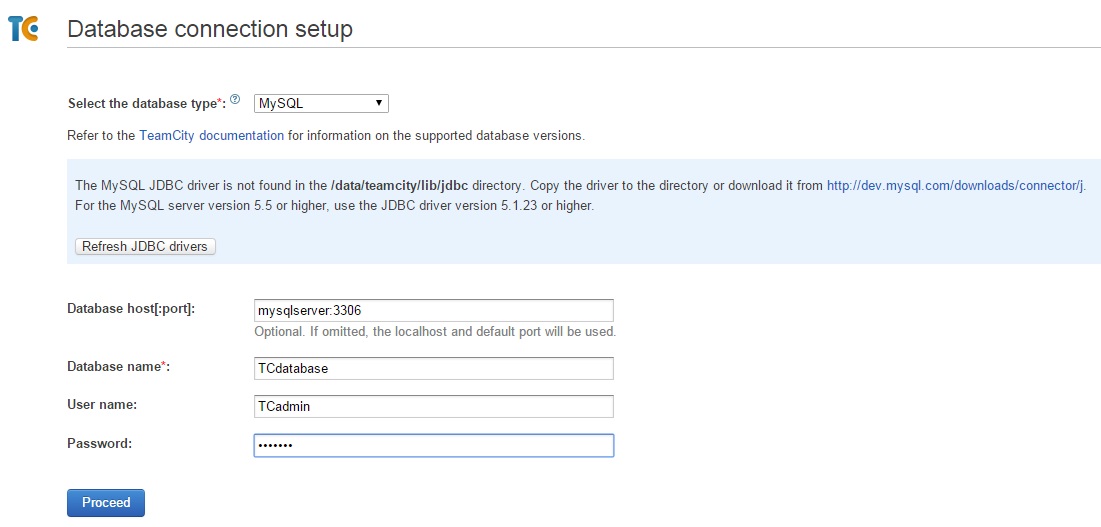 TC Database connection setup
Select the database type*: ? MySQL
Refer to the TeamCity documentation for information on the supported database versions.
The MySQL JDBC driver is not found in the /data/teamcity/lib/jdbc directory. Copy the driver to the directory or download it from http://dev.mysql.com/downloads/connector/j.
For the MySQL server version 5.5 or higher, use the JDBC driver version 5.1.23 or higher.
Refresh JDBC drivers
Database host[:port]: mysqlserver:3306
Optional. If omitted, the localhost and default port will be used.
Database name*: TCdatabase
User name: TCadmin
Password: •••••••
Proceed